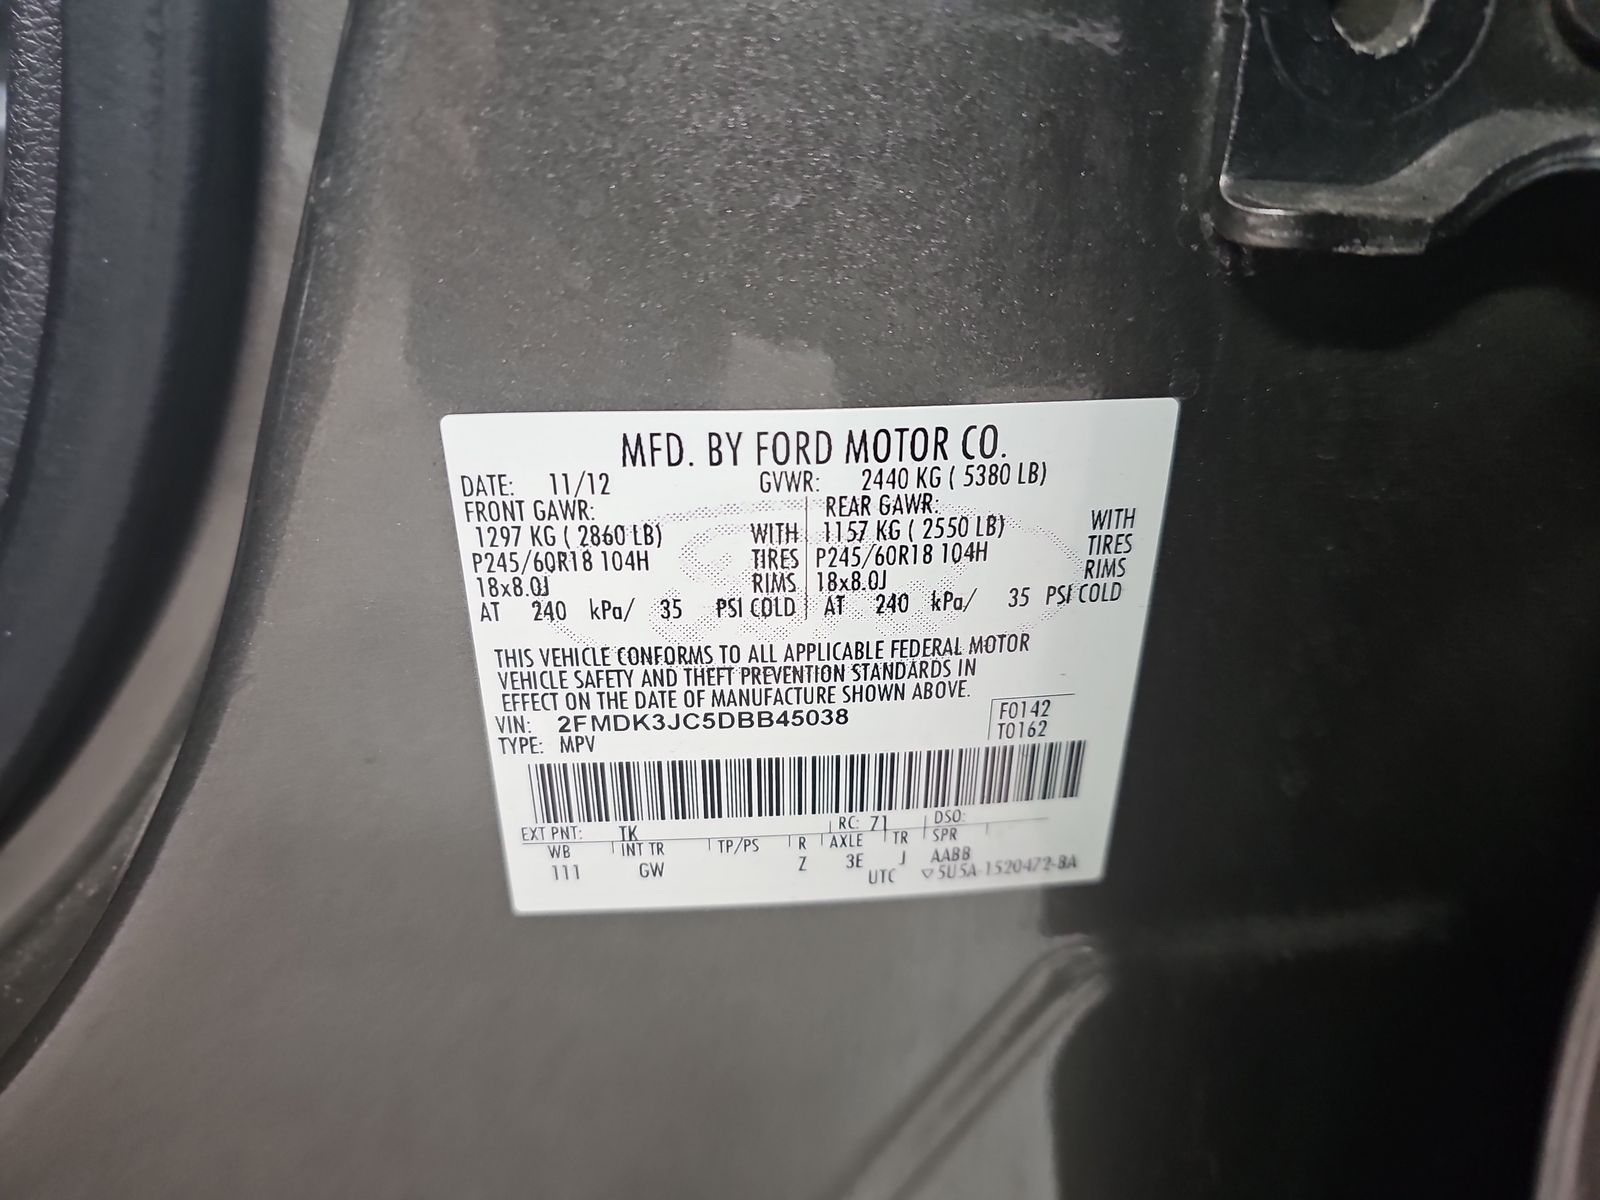 MFD. BY FORD MOTOR CO.
DATE: 11/12 GVWR: 2440 KG ( 5380 LB)
FRONT GAWR: REAR GAWR:
1297 KG ( 2860 LB) WITH 1157 KG ( 2550 LB) WITH
P245/60R18 104H TIRES P245/60R18 104H TIRES
18x8.0J RIMS 18x8.0J RIMS
AT 240 kPa/ 35 PSI COLD AT 240 kPa/ 35 PSI COLD
THIS VEHICLE CONFORMS TO ALL APPLICABLE FEDERAL MOTOR
VEHICLE SAFETY AND THEFT PREVENTION STANDARDS IN
EFFECT ON THE DATE OF MANUFACTURE SHOWN ABOVE.
VIN: 2FMDK3JC5DBB45038 F0142
TYPE: MPV T0162
EXT PNT: TK RC: 71 DSO:
WB INT TR TP/PS R AXLE TR SPR
111 GW Z 3E J AABB
UTC ▽5U5A-1520472-BA